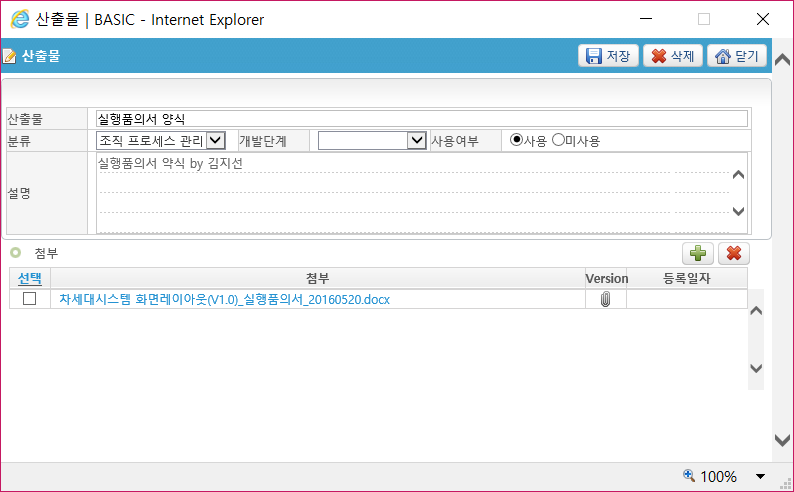 산출물 | BASIC - Internet Explorer
산출물 저장 삭제 닫기
산출물 실행품의서 양식
분류 조직 프로세스 관리 개발단계 사용여부 사용 미사용
설명 실행품의서 약식 by 김지선
첨부
선택 첨부 Version 등록일자
차세대시스템 화면레이아웃(V1.0)_실행품의서_20160520.docx
100%